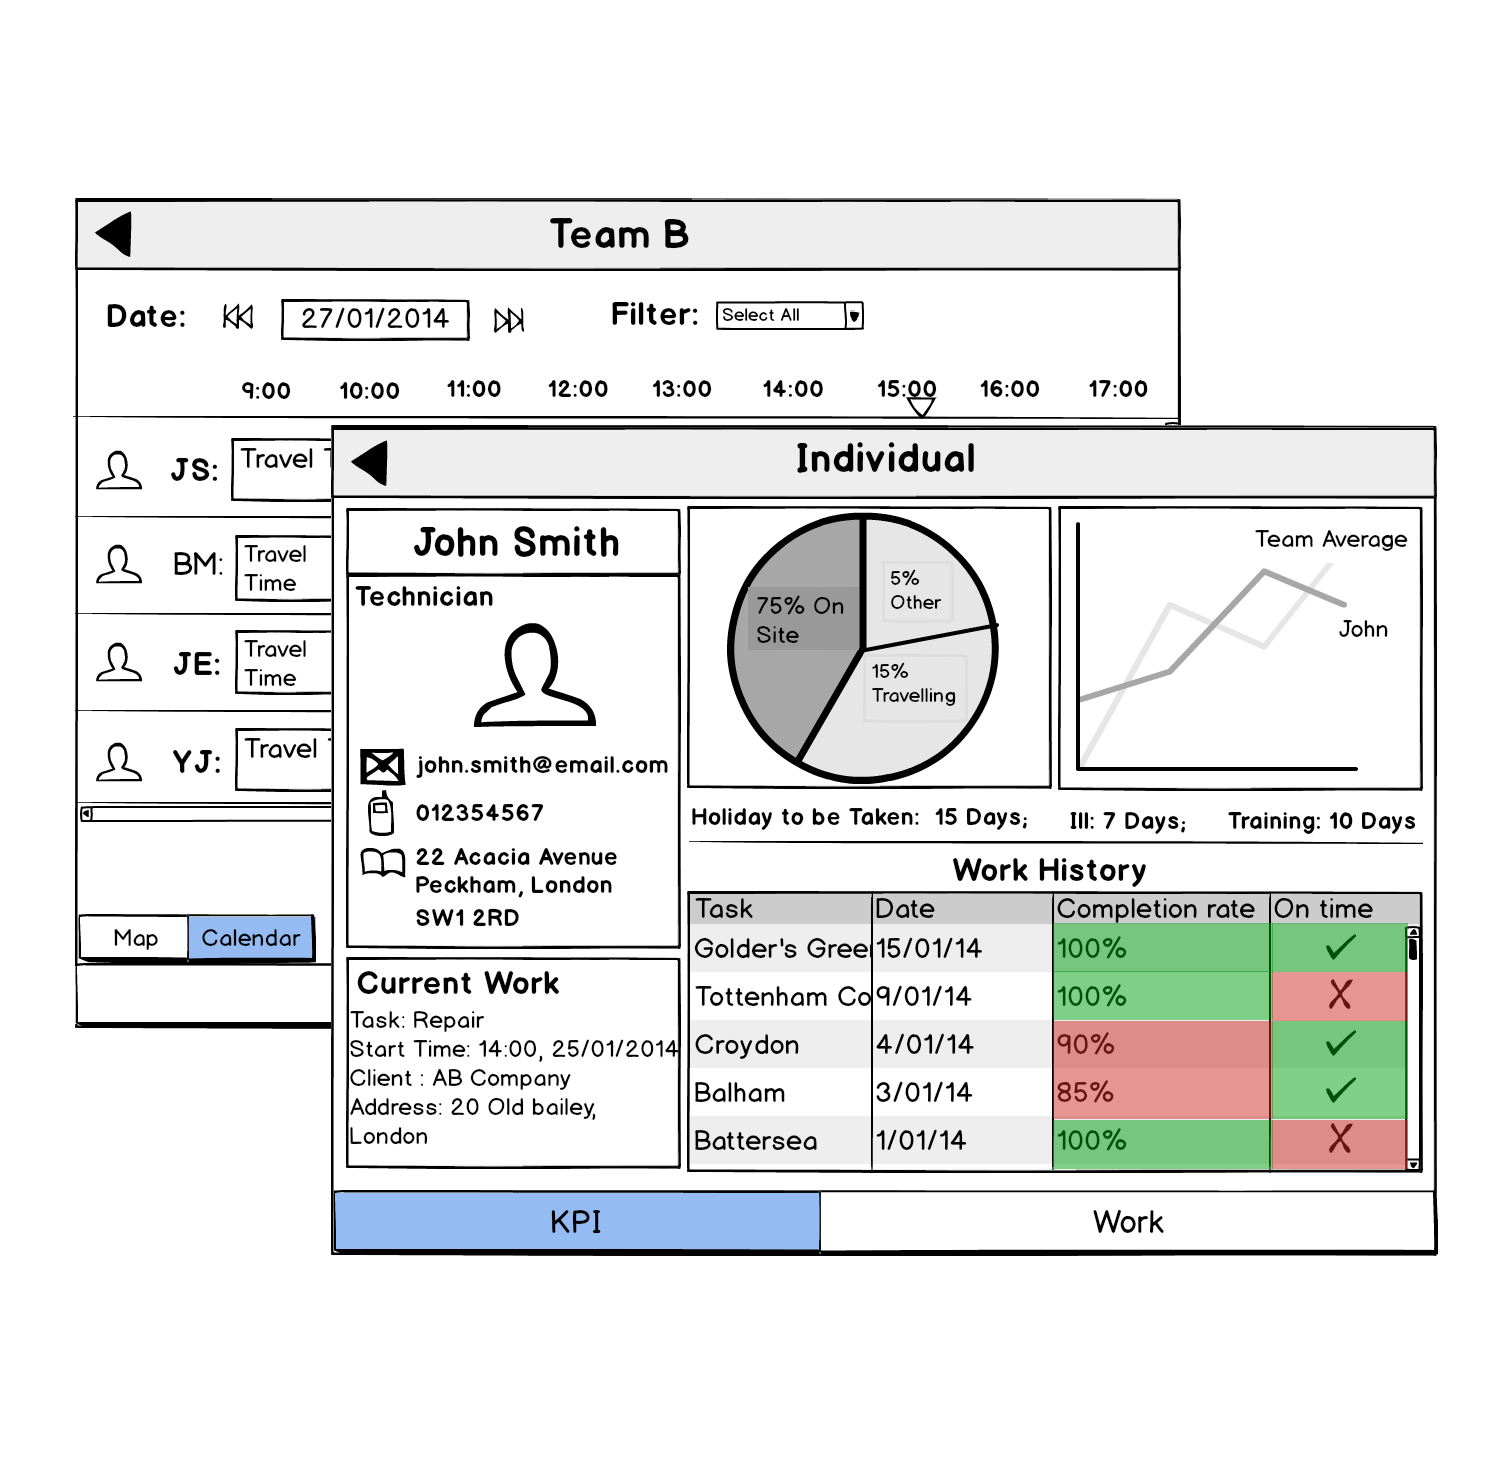 Team B
Date:
27/01/2014
Filter:
Select All
9:00
10:00
11:00
12:00
13:00
14:00
15:00
16:00
17:00
JS:
Travel
BM:
Travel
Time
JE:
Travel
Time
YJ:
Travel
Map
Calendar
Individual
John Smith
Technician
john.smith@email.com
012354567
22 Acacia Avenue
Peckham, London
SW1 2RD
Current Work
Task: Repair
Start Time: 14:00, 25/01/2014
Client : AB Company
Address: 20 Old bailey,
London
75% On
Site
5%
Other
15%
Travelling
Team Average
John
Holiday to be Taken: 15 Days; Ill: 7 Days; Training: 10 Days
Work History
Task Date Completion rate On time
Golder's Gree 15/01/14 100% ✓
Tottenham Co 9/01/14 100% X
Croydon 4/01/14 90% ✓
Balham 3/01/14 85% ✓
Battersea 1/01/14 100% X
KPI
Work